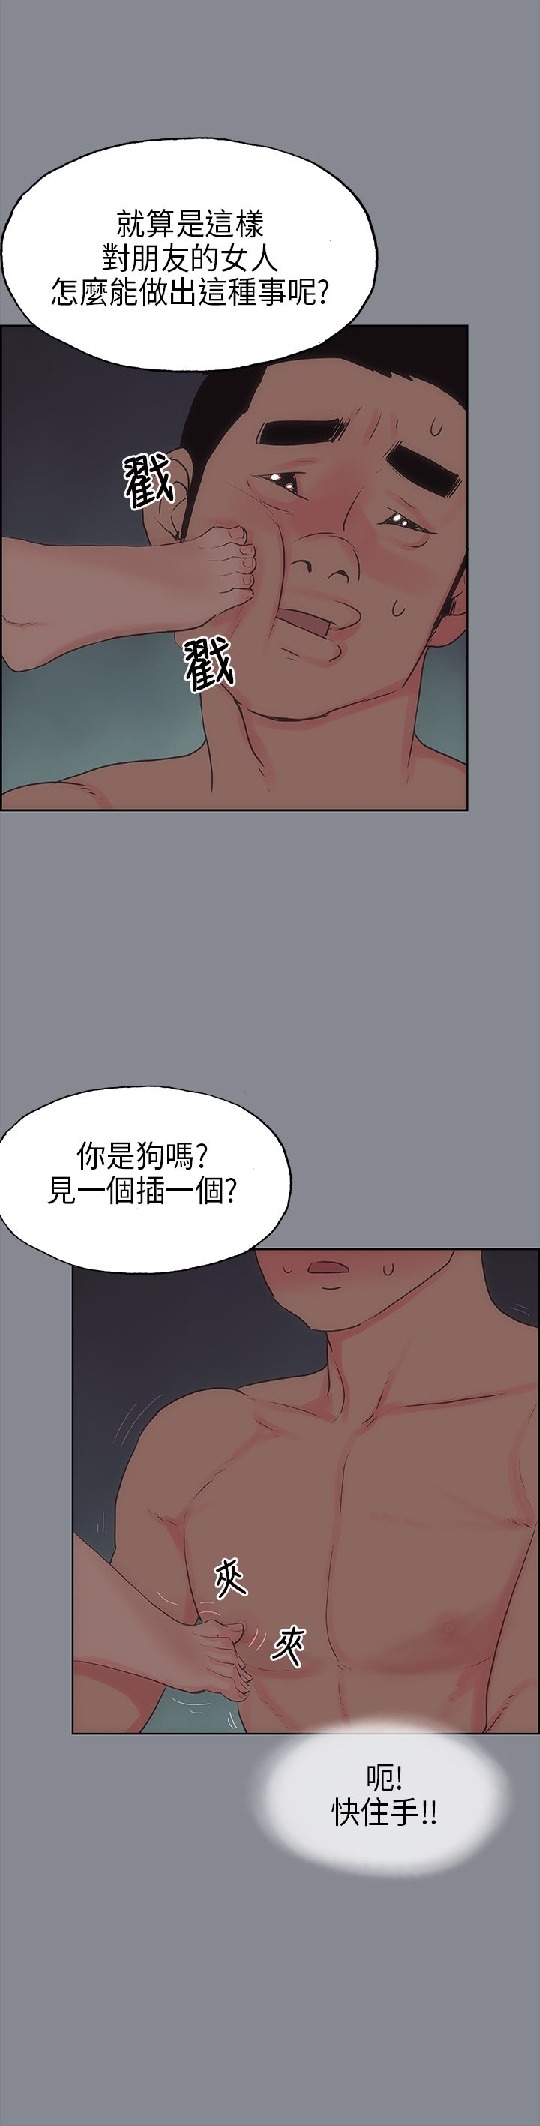 就算是這樣
對朋友的女人
怎麼能做出這種事呢?
戳
戳
你是狗嗎?
見一個插一個?
夾
夾
呃!
快住手!!